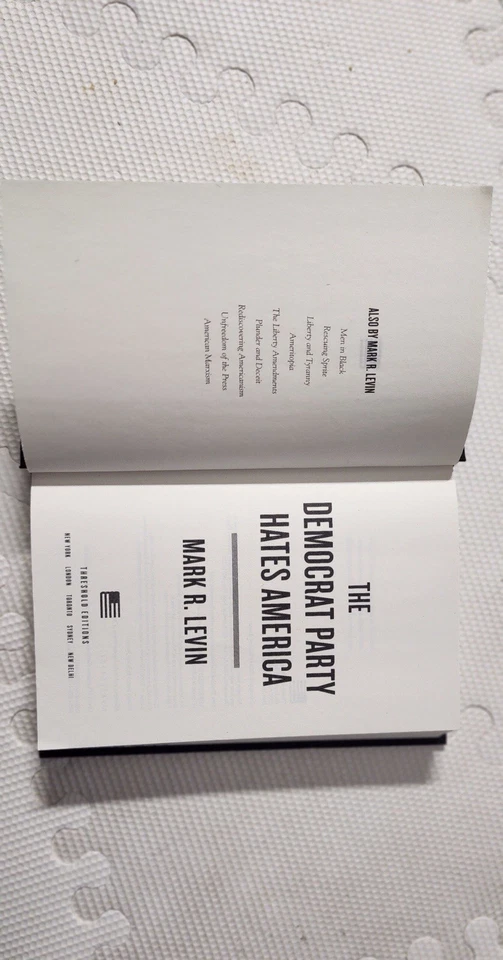 ALSO BY MARK R. LEVIN
Men in Black
Rescuing Sprite
Liberty and Tyranny
Ameritopia
The Liberty Amendments
Plunder and Deceit
Rediscovering Americanism
Unfreedom of the Press
American Marxism
THE
DEMOCRAT PARTY
HATES AMERICA
MARK R. LEVIN
THRESHOLD EDITIONS
NEW YORK LONDON TORONTO SYDNEY NEW DELHI